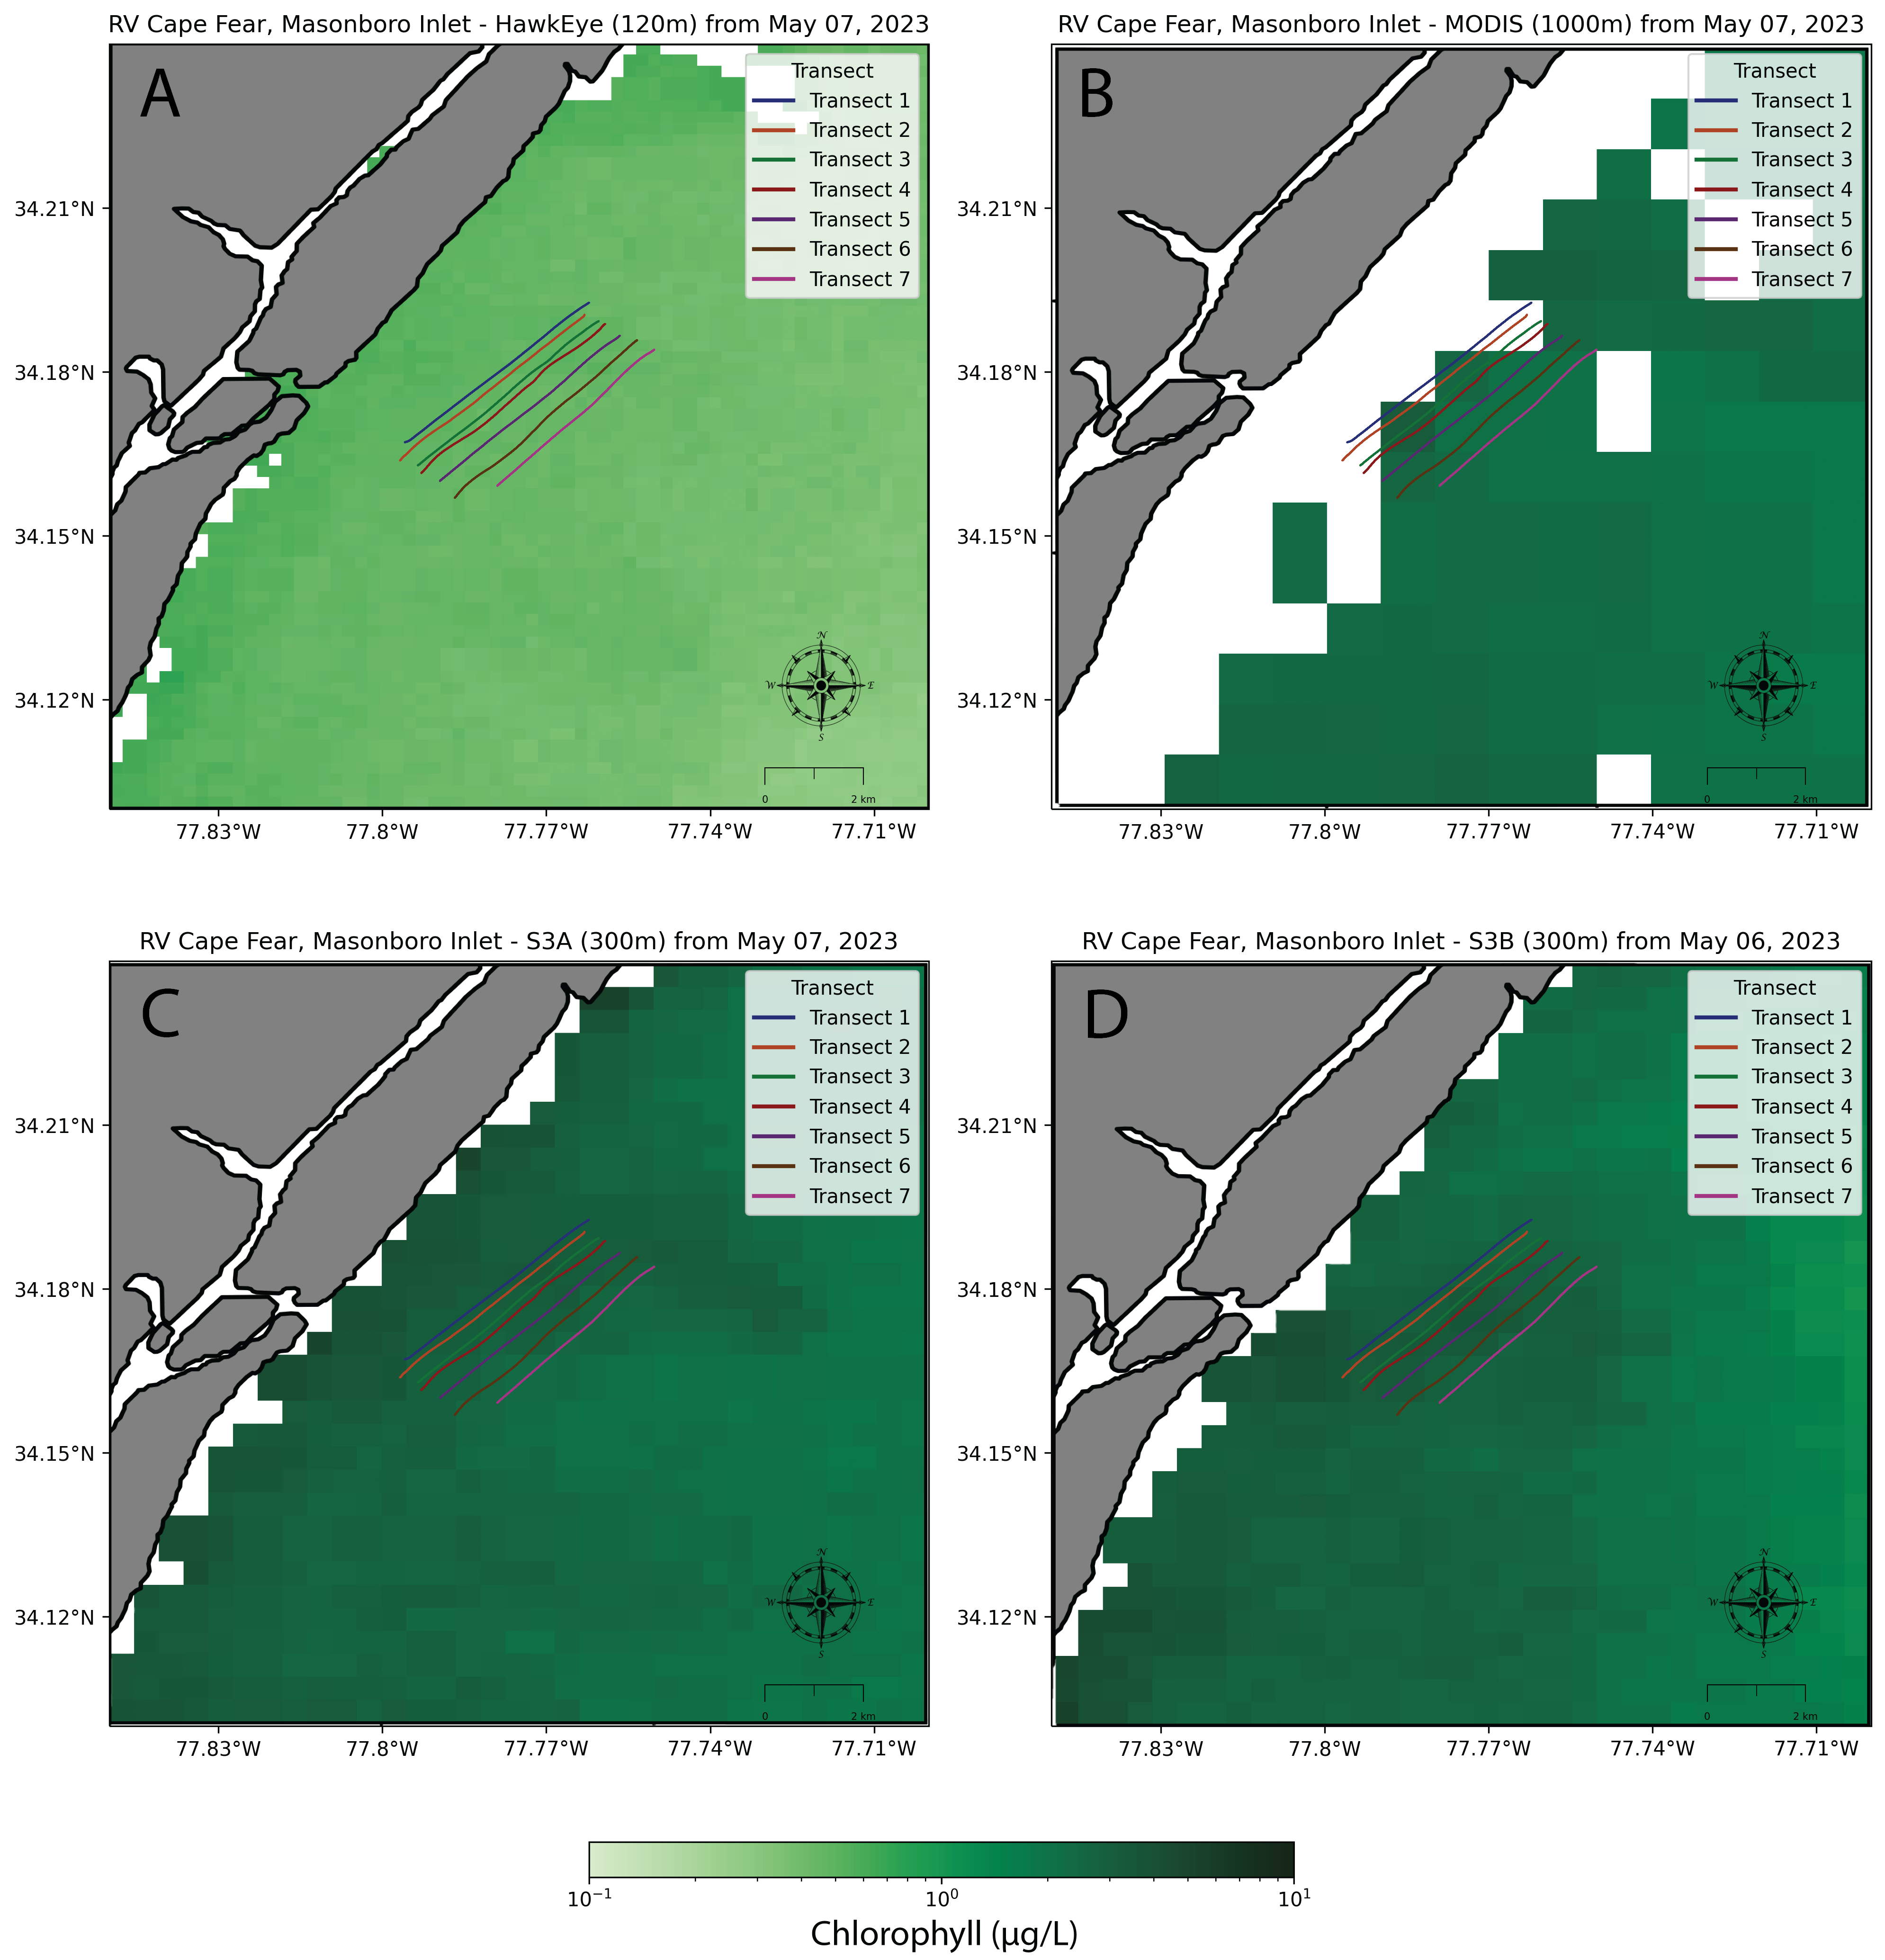 RV Cape Fear, Masonboro Inlet - HawkEye (120m) from May 07, 2023
A
Transect
Transect 1
Transect 2
Transect 3
Transect 4
Transect 5
Transect 6
Transect 7
34.21°N
34.18°N
34.15°N
34.12°N
N
W E
S
0 2 km
77.83°W 77.8°W 77.77°W 77.74°W 77.71°W
RV Cape Fear, Masonboro Inlet - MODIS (1000m) from May 07, 2023
B
Transect
Transect 1
Transect 2
Transect 3
Transect 4
Transect 5
Transect 6
Transect 7
34.21°N
34.18°N
34.15°N
34.12°N
N
W E
S
0 2 km
77.83°W 77.8°W 77.77°W 77.74°W 77.71°W
RV Cape Fear, Masonboro Inlet - S3A (300m) from May 07, 2023
C
Transect
Transect 1
Transect 2
Transect 3
Transect 4
Transect 5
Transect 6
Transect 7
34.21°N
34.18°N
34.15°N
34.12°N
N
W E
S
0 2 km
77.83°W 77.8°W 77.77°W 77.74°W 77.71°W
RV Cape Fear, Masonboro Inlet - S3B (300m) from May 06, 2023
D
Transect
Transect 1
Transect 2
Transect 3
Transect 4
Transect 5
Transect 6
Transect 7
34.21°N
34.18°N
34.15°N
34.12°N
N
W E
S
0 2 km
77.83°W 77.8°W 77.77°W 77.74°W 77.71°W
10⁻¹ 10⁰ 10¹
Chlorophyll (µg/L)